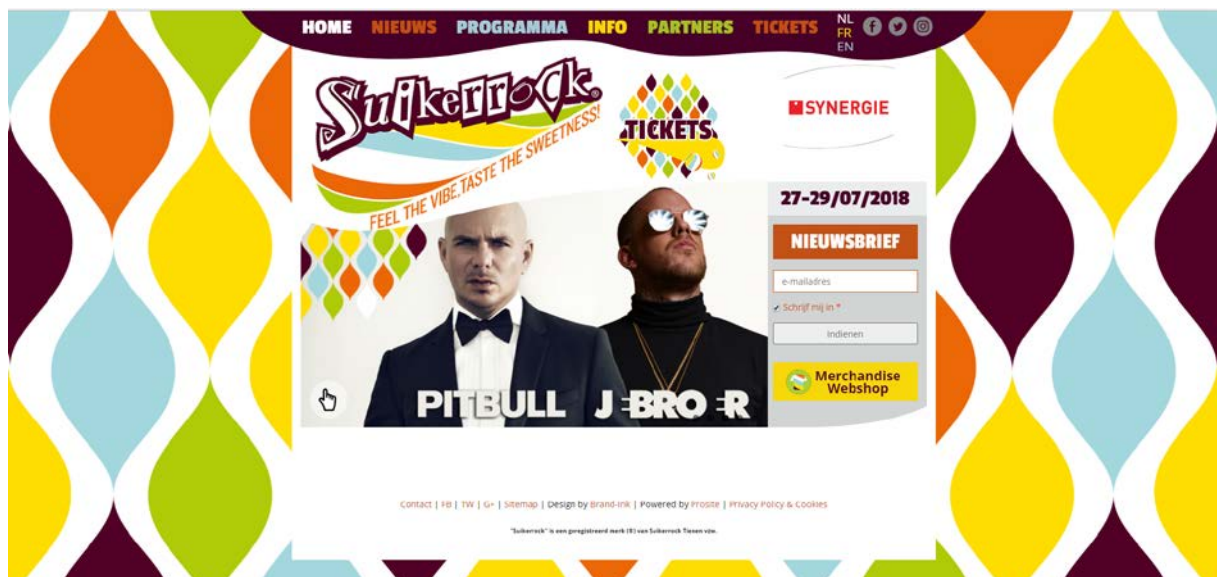 HOME NIEUWS PROGRAMMA INFO PARTNERS TICKETS
NL
FR
EN
Suikerrock®
FEEL THE VIBE, TASTE THE SWEETNESS!
TICKETS
SYNERGIE
27-29/07/2018
NIEUWSBRIEF
e-mailadres
Schrijf mij in *
Indienen
Merchandise
Webshop
PITBULL J:BRO:R
Contact | FB | TW | G+ | Sitemap | Design by Brand-Ink | Powered by Prosite | Privacy Policy & Cookies
"Suikerrock" is een geregistreerd merk (®) van Suikerrock Tienen vzw.